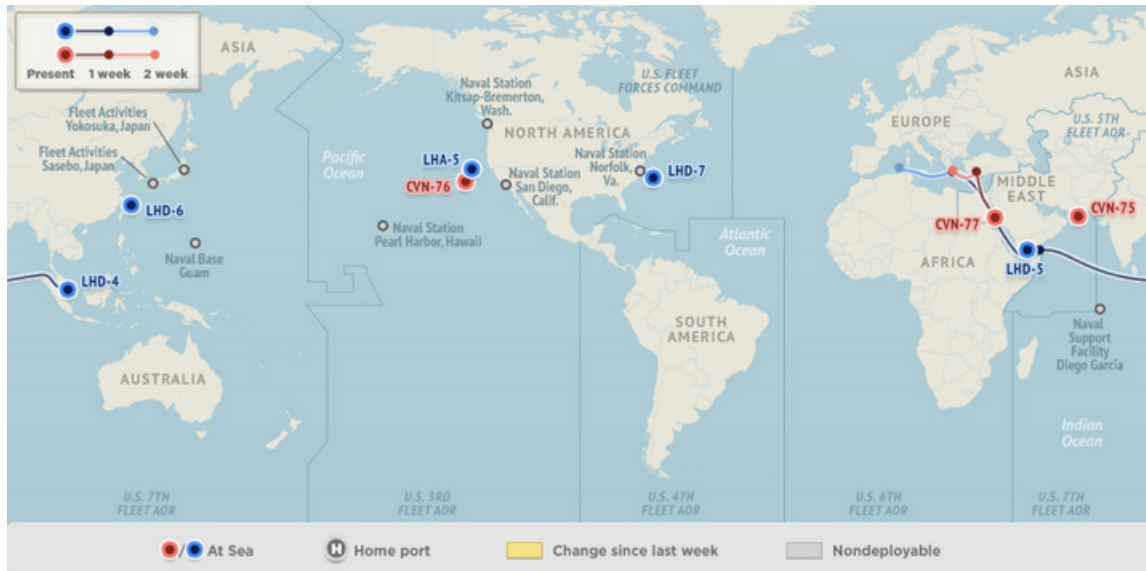 Present 1 week 2 week
ASIA
Fleet Activities
Yokosuka, Japan
Fleet Activities
Sasebo, Japan
LHD-6
Naval Base
Guam
LHD-4
AUSTRALIA
U.S. 7TH
FLEET AOR
Pacific
Ocean
Naval Station
Kitsap-Bremerton,
Wash.
NORTH AMERICA
U.S. FLEET
FORCES COMMAND
LHA-5
CVN-76
Naval Station
San Diego,
Calif.
Naval Station
Norfolk,
Va.
LHD-7
Naval Station
Pearl Harbor, Hawaii
Atlantic
Ocean
SOUTH
AMERICA
U.S. 3RD
FLEET AOR
U.S. 4TH
FLEET AOR
EUROPE
ASIA
U.S. 5TH
FLEET AOR
MIDDLE
EAST
CVN-77
CVN-75
AFRICA
LHD-5
Naval
Support
Facility
Diego Garcia
Indian
Ocean
U.S. 6TH
FLEET AOR
U.S. 7TH
FLEET AOR
At Sea
H Home port
Change since last week
Nondeployable